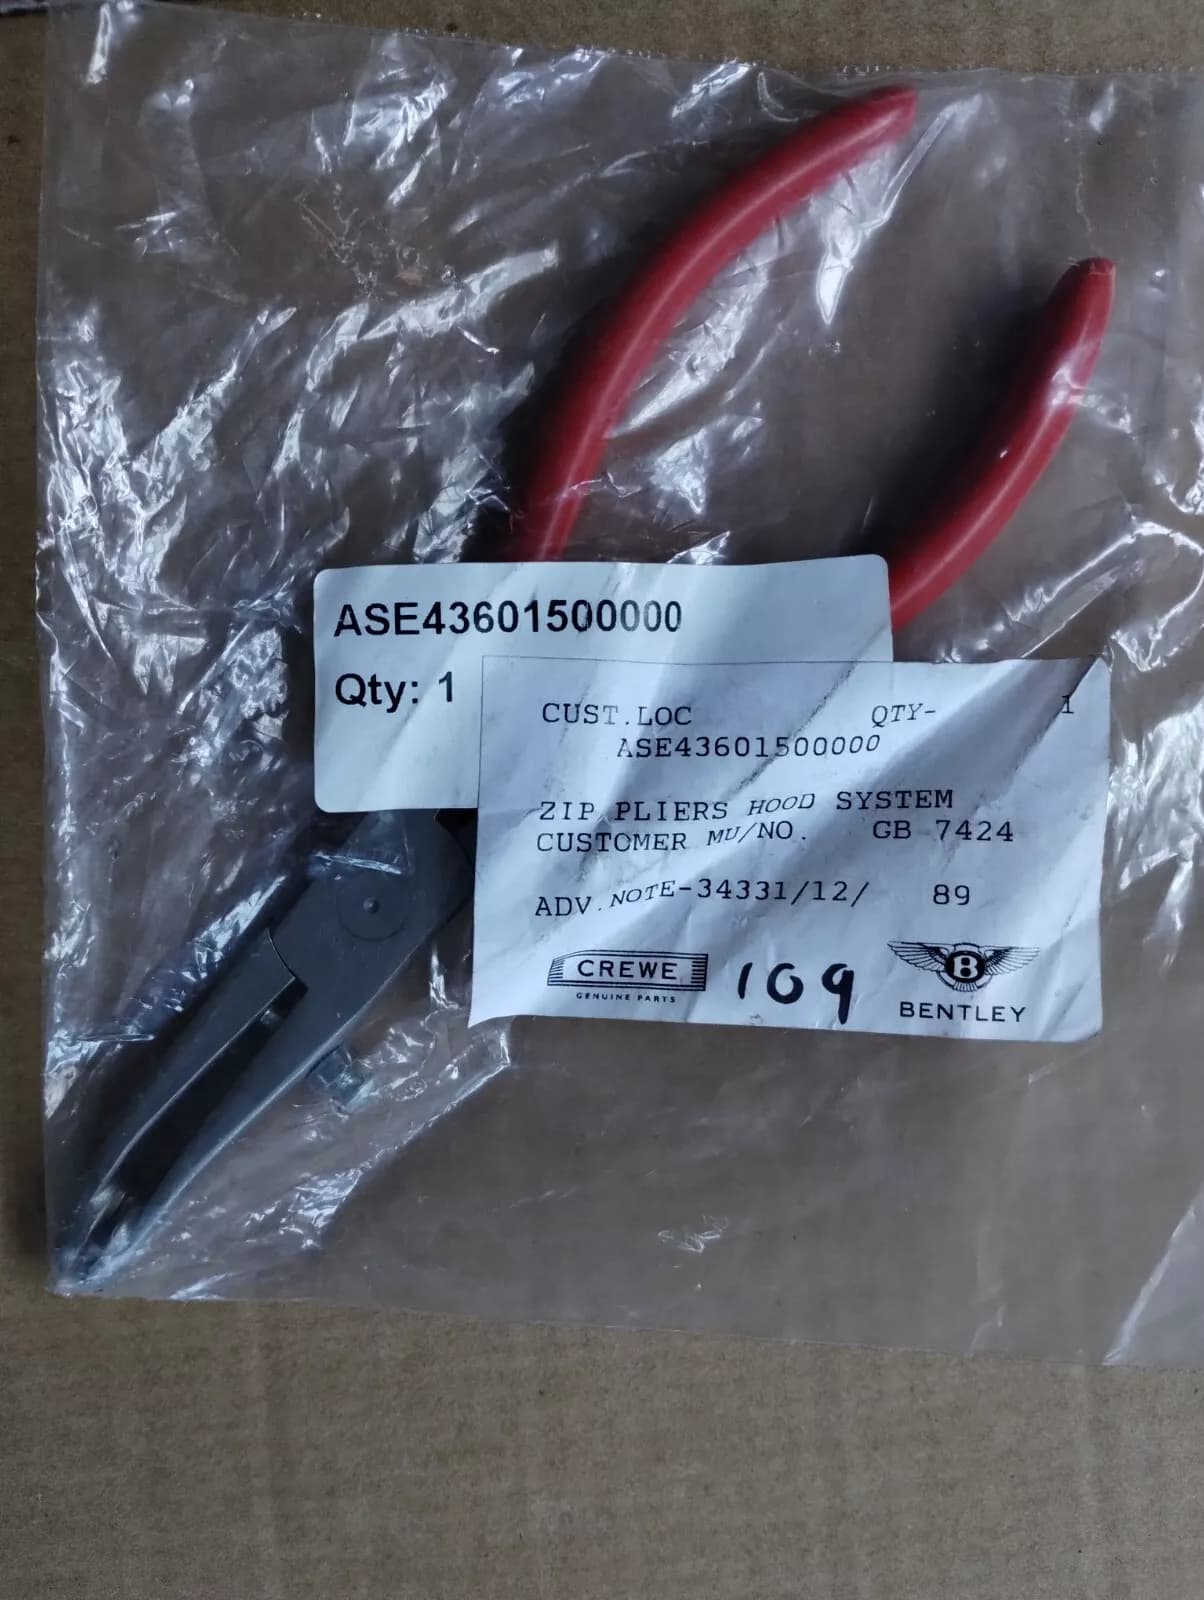 ASE43601500000
Qty: 1
CUST.LOC QTY- 1
ASE43601500000
ZIP PLIERS HOOD SYSTEM
CUSTOMER MU/NO. GB 7424
ADV.NOTE-34331/12/ 89
CREWE
GENUINE PARTS
109
B
BENTLEY